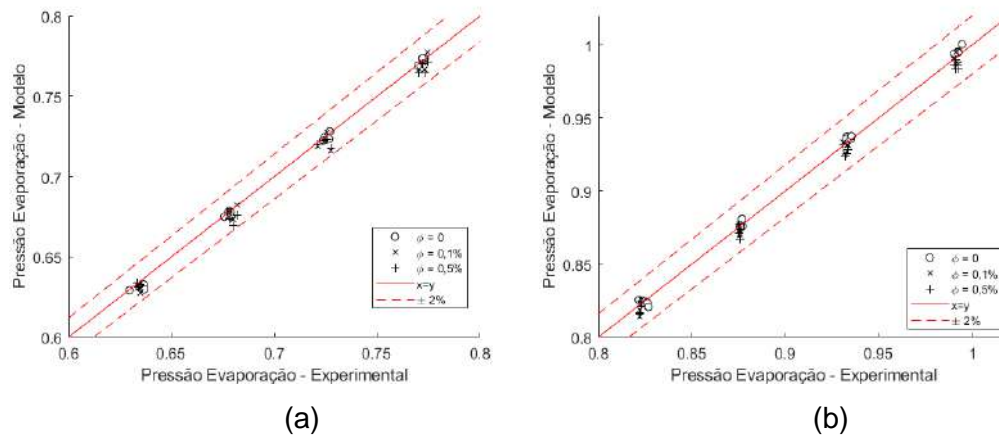 0.8
0.75
0.7
0.65
0.6
0.6
0.65
0.7
0.75
0.8
Pressão Evaporação - Modelo
Pressão Evaporação - Experimental
ϕ = 0
ϕ = 0,1%
ϕ = 0,5%
x=y
± 2%
(a)
1
0.95
0.9
0.85
0.8
0.8
0.85
0.9
0.95
1
Pressão Evaporação - Modelo
Pressão Evaporação - Experimental
ϕ = 0
ϕ = 0,1%
ϕ = 0,5%
x=y
± 2%
(b)